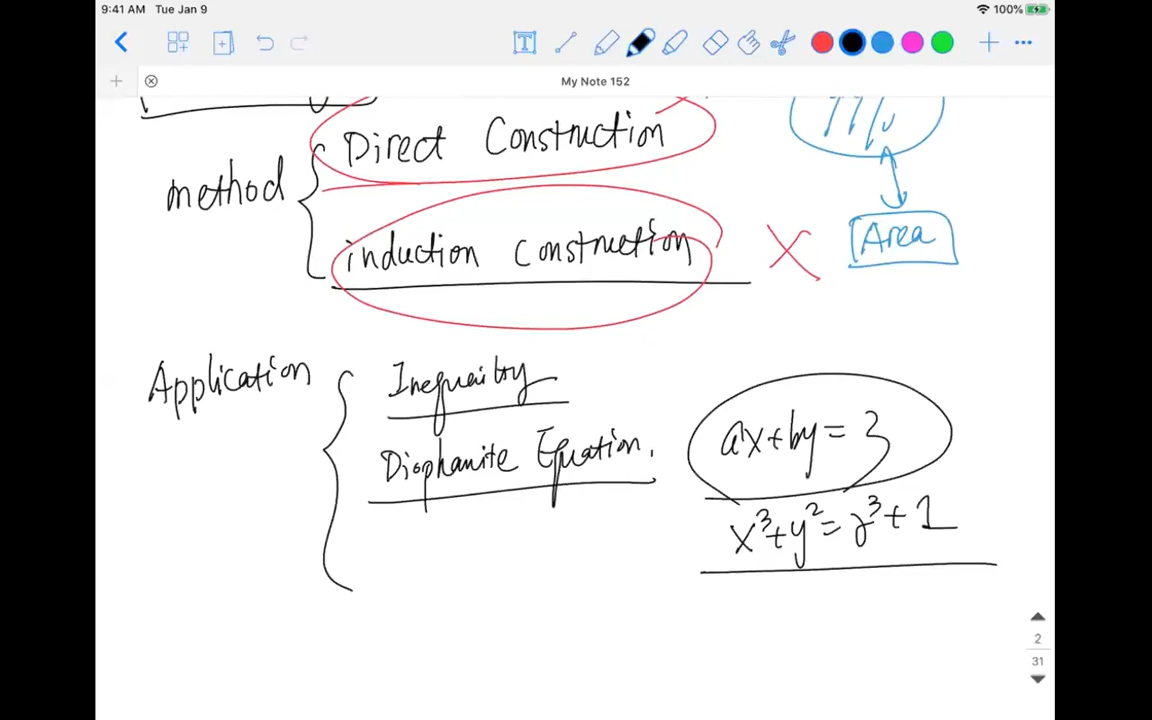 9:41 AM Tue Jan 9
100%
My Note 152
Direct Construction
method
induction construction
Area
Application
Inequality
Diophanite Equation.
ax+by=3
x³+y²=z³+1
2
31